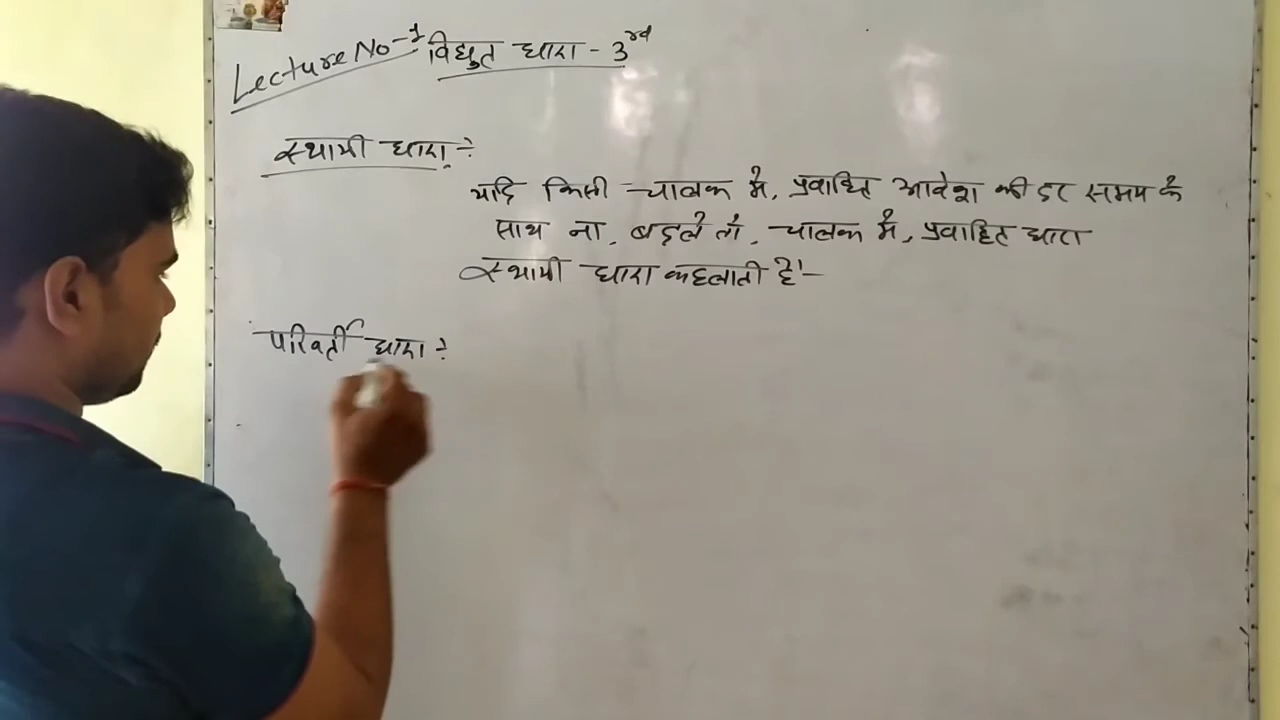 Lecture No-1 विधुत धारा - 3rd
स्थायी धारा :-
यदि किसी चालक में, प्रवाहित आवेश की दर समय के
साथ ना, बदले तो, चालक में, प्रवाहित धारा
स्थायी धारा कहलाती है।-
परिवर्ती धारा :-